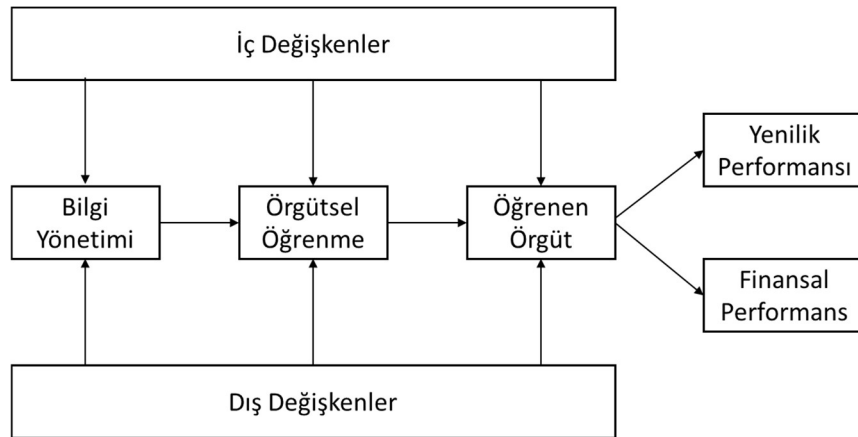 İç Değişkenler
Yenilik
Performansı
Bilgi
Yönetimi
Örgütsel
Öğrenme
Öğrenen
Örgüt
Finansal
Performans
Dış Değişkenler